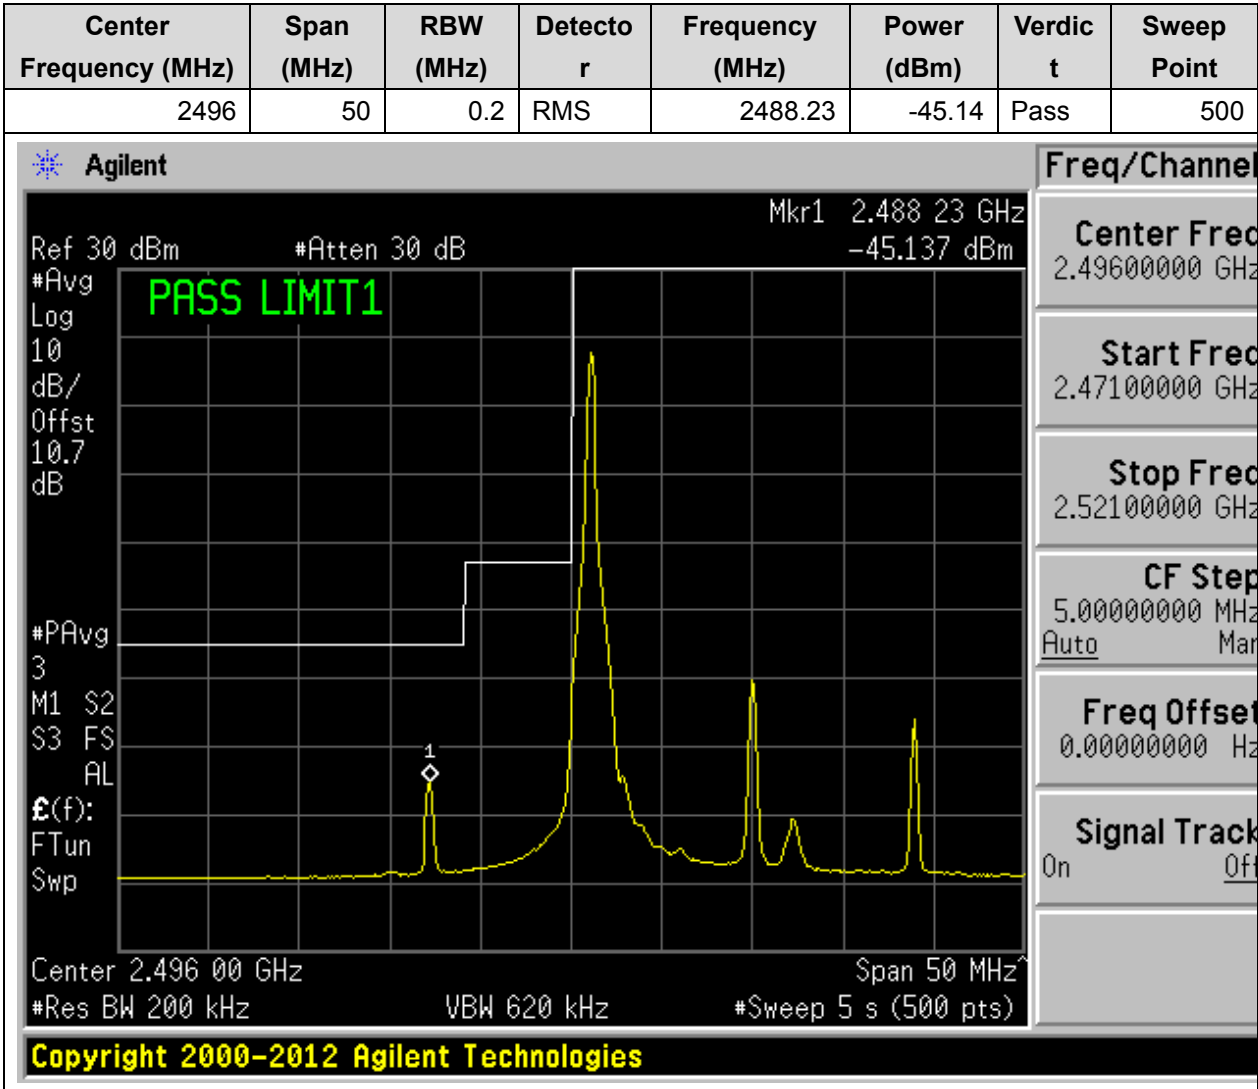 Center Frequency (MHz) Span (MHz) RBW (MHz) Detecto r Frequency (MHz) Power (dBm) Verdic t Sweep Point
2496 50 0.2 RMS 2488.23 -45.14 Pass 500
Agilent
Freq/Channel
Mkr1 2.488 23 GHz
Ref 30 dBm #Atten 30 dB -45.137 dBm
#Avg
Log
10
dB/
Offst
10.7
dB
PASS LIMIT1
#PAvg
3
M1 S2
S3 FS
AL
£(f):
FTun
Swp
1
Center 2.496 00 GHz Span 50 MHz^
#Res BW 200 kHz VBW 620 kHz #Sweep 5 s (500 pts)
Center Freq
2.49600000 GHz
Start Freq
2.47100000 GHz
Stop Freq
2.52100000 GHz
CF Step
5.00000000 MHz
Auto Man
Freq Offset
0.00000000 Hz
Signal Track
On Off
Copyright 2000-2012 Agilent Technologies